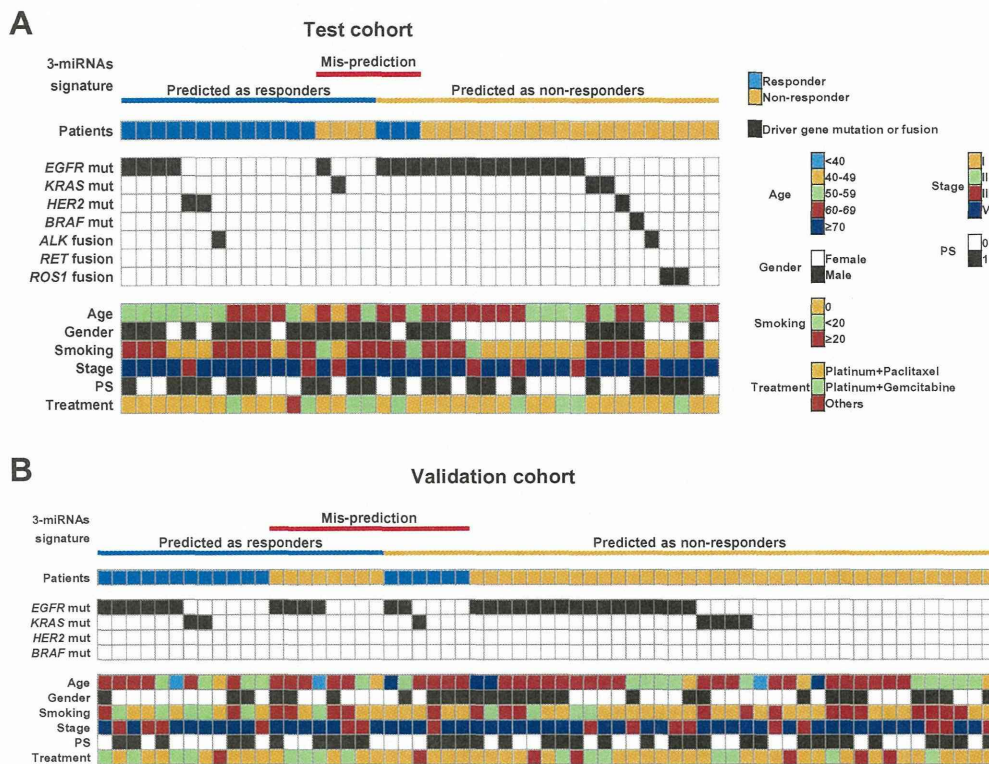 A
Test cohort
3-miRNAs
signature
Mis-prediction
Predicted as responders
Predicted as non-responders
Patients
EGFR mut
KRAS mut
HER2 mut
BRAF mut
ALK fusion
RET fusion
ROS1 fusion
Age
Gender
Smoking
Stage
PS
Treatment
Responder
Non-responder
Driver gene mutation or fusion
Age
<40
40-49
50-59
60-69
≥70
Stage
I
II
II
V
Gender
Female
Male
PS
0
1
Smoking
0
<20
≥20
Treatment
Platinum+Paclitaxel
Platinum+Gemcitabine
Others
B
Validation cohort
3-miRNAs
signature
Mis-prediction
Predicted as responders
Predicted as non-responders
Patients
EGFR mut
KRAS mut
HER2 mut
BRAF mut
Age
Gender
Smoking
Stage
PS
Treatment